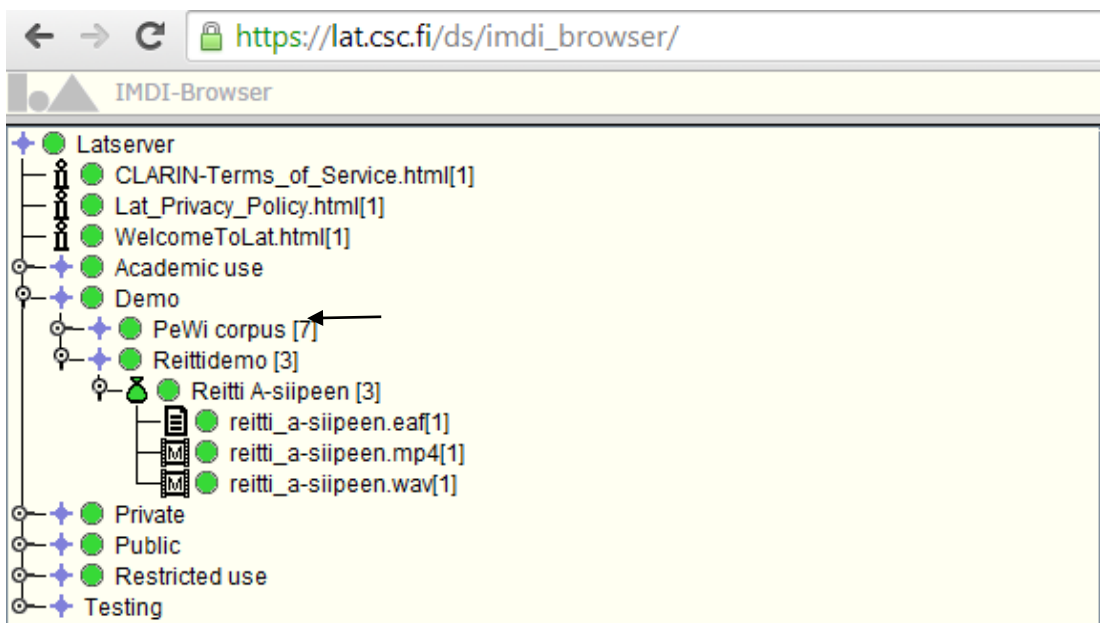 https://lat.csc.fi/ds/imdi_browser/
IMDI-Browser
Latserver
CLARIN-Terms_of_Service.html[1]
Lat_Privacy_Policy.html[1]
WelcomeToLat.html[1]
Academic use
Demo
PeWi corpus [7]
Reittidemo [3]
Reitti A-siipeen [3]
reitti_a-siipeen.eaf[1]
M reitti_a-siipeen.mp4[1]
M reitti_a-siipeen.wav[1]
Private
Public
Restricted use
Testing